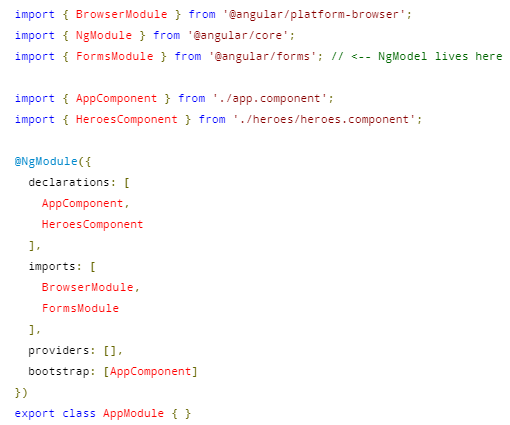 import { BrowserModule } from '@angular/platform-browser';
import { NgModule } from '@angular/core';
import { FormsModule } from '@angular/forms'; // <-- NgModel lives here

import { AppComponent } from './app.component';
import { HeroesComponent } from './heroes/heroes.component';

@NgModule({
  declarations: [
    AppComponent,
    HeroesComponent
  ],
  imports: [
    BrowserModule,
    FormsModule
  ],
  providers: [],
  bootstrap: [AppComponent]
})
export class AppModule { }